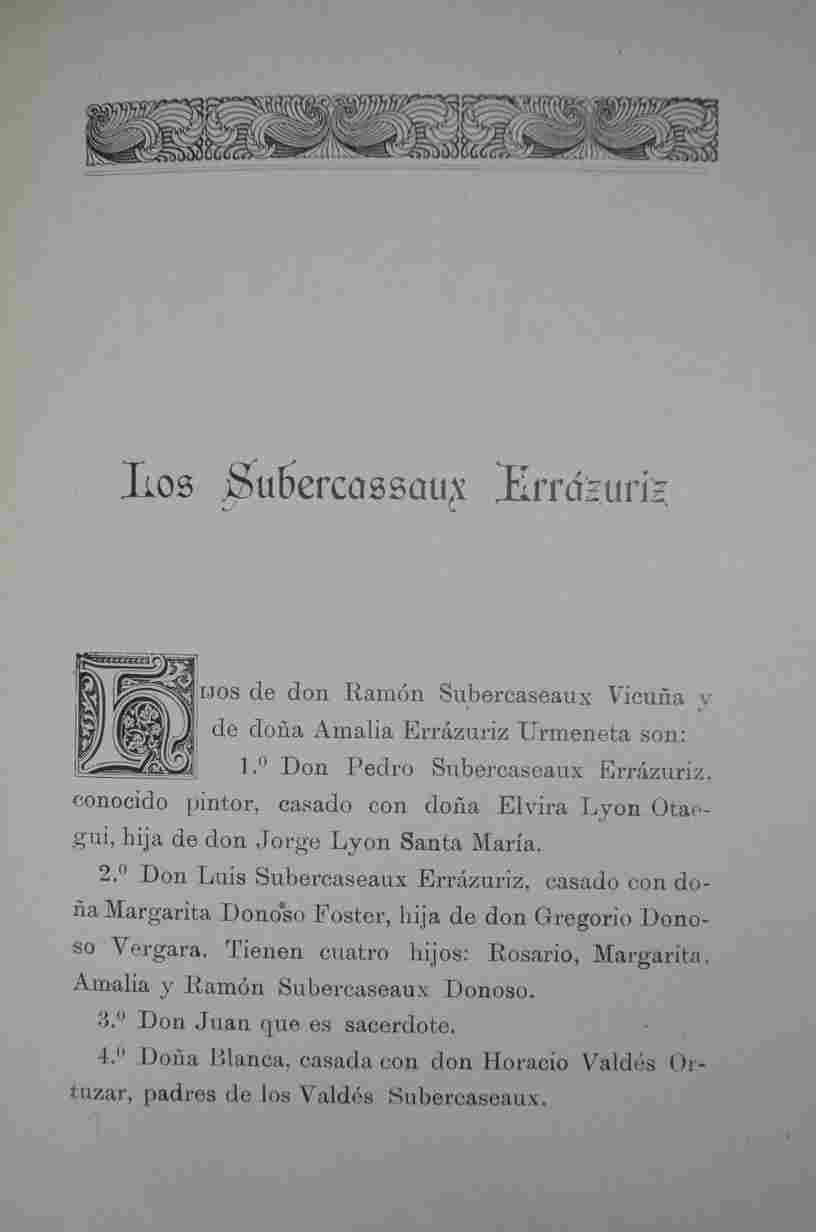 Los Subercassaux Errázuriz
HIJOS de don Ramón Subercaseaux Vicuña y
de doña Amalia Errázuriz Urmeneta son:
1.º Don Pedro Subercaseaux Errázuriz,
conocido pintor, casado con doña Elvira Lyon Otae-
gui, hija de don Jorge Lyon Santa María.
2.º Don Luis Subercaseaux Errázuriz, casado con do-
ña Margarita Donoso Foster, hija de don Gregorio Dono-
so Vergara. Tienen cuatro hijos: Rosario, Margarita,
Amalia y Ramón Subercaseaux Donoso.
3.º Don Juan que es sacerdote.
4.º Doña Blanca, casada con don Horacio Valdés Or-
tuzar, padres de los Valdés Subercaseaux.